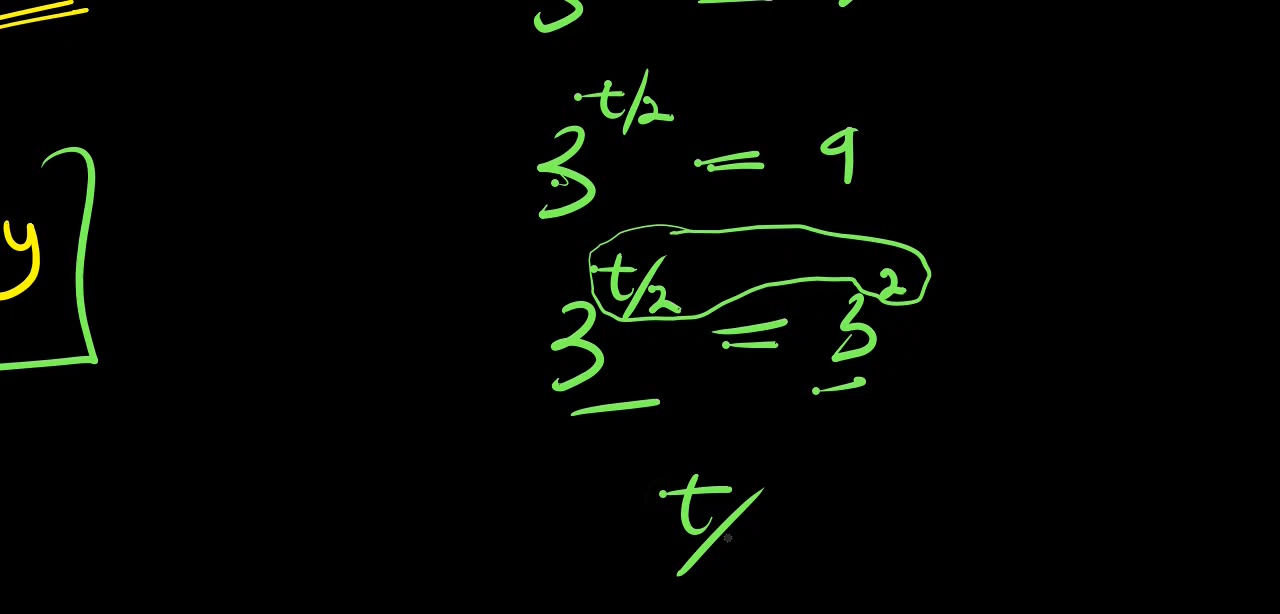 y
3^{t/2} = 9
3^{t/2} = 3^2
t/